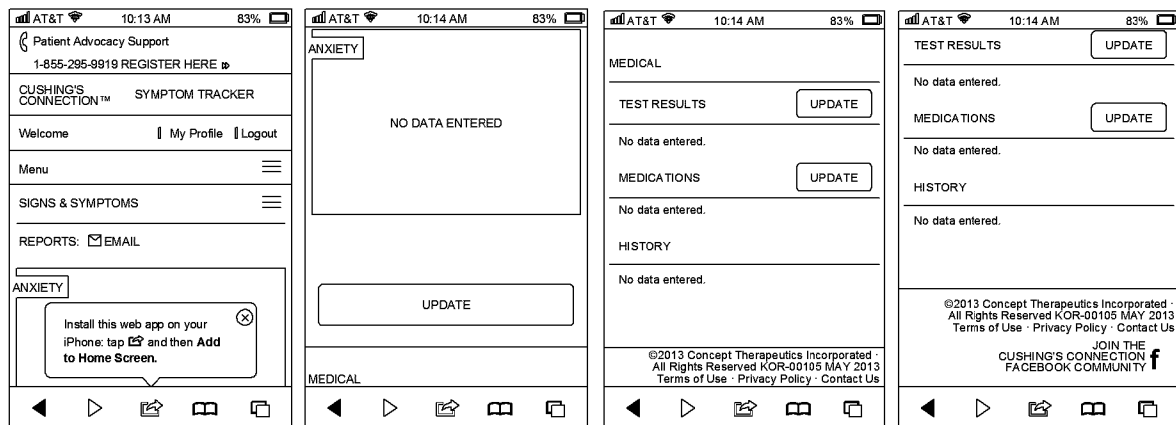 AT&T 10:13 AM 83%
Patient Advocacy Support
1-855-295-9919 REGISTER HERE
CUSHING'S
CONNECTION™ SYMPTOM TRACKER
Welcome My Profile Logout
Menu
SIGNS & SYMPTOMS
REPORTS: EMAIL
ANXIETY
Install this web app on your
iPhone: tap and then Add
to Home Screen.
AT&T 10:14 AM 83%
ANXIETY
NO DATA ENTERED
UPDATE
MEDICAL
AT&T 10:14 AM 83%
MEDICAL
TEST RESULTS UPDATE
No data entered.
MEDICATIONS UPDATE
No data entered.
HISTORY
No data entered.
©2013 Concept Therapeutics Incorporated ·
All Rights Reserved KOR-00105 MAY 2013
Terms of Use · Privacy Policy · Contact Us
AT&T 10:14 AM 83%
TEST RESULTS UPDATE
No data entered.
MEDICATIONS UPDATE
No data entered.
HISTORY
No data entered.
©2013 Concept Therapeutics Incorporated ·
All Rights Reserved KOR-00105 MAY 2013
Terms of Use · Privacy Policy · Contact Us
JOIN THE
CUSHING'S CONNECTION
FACEBOOK COMMUNITY f